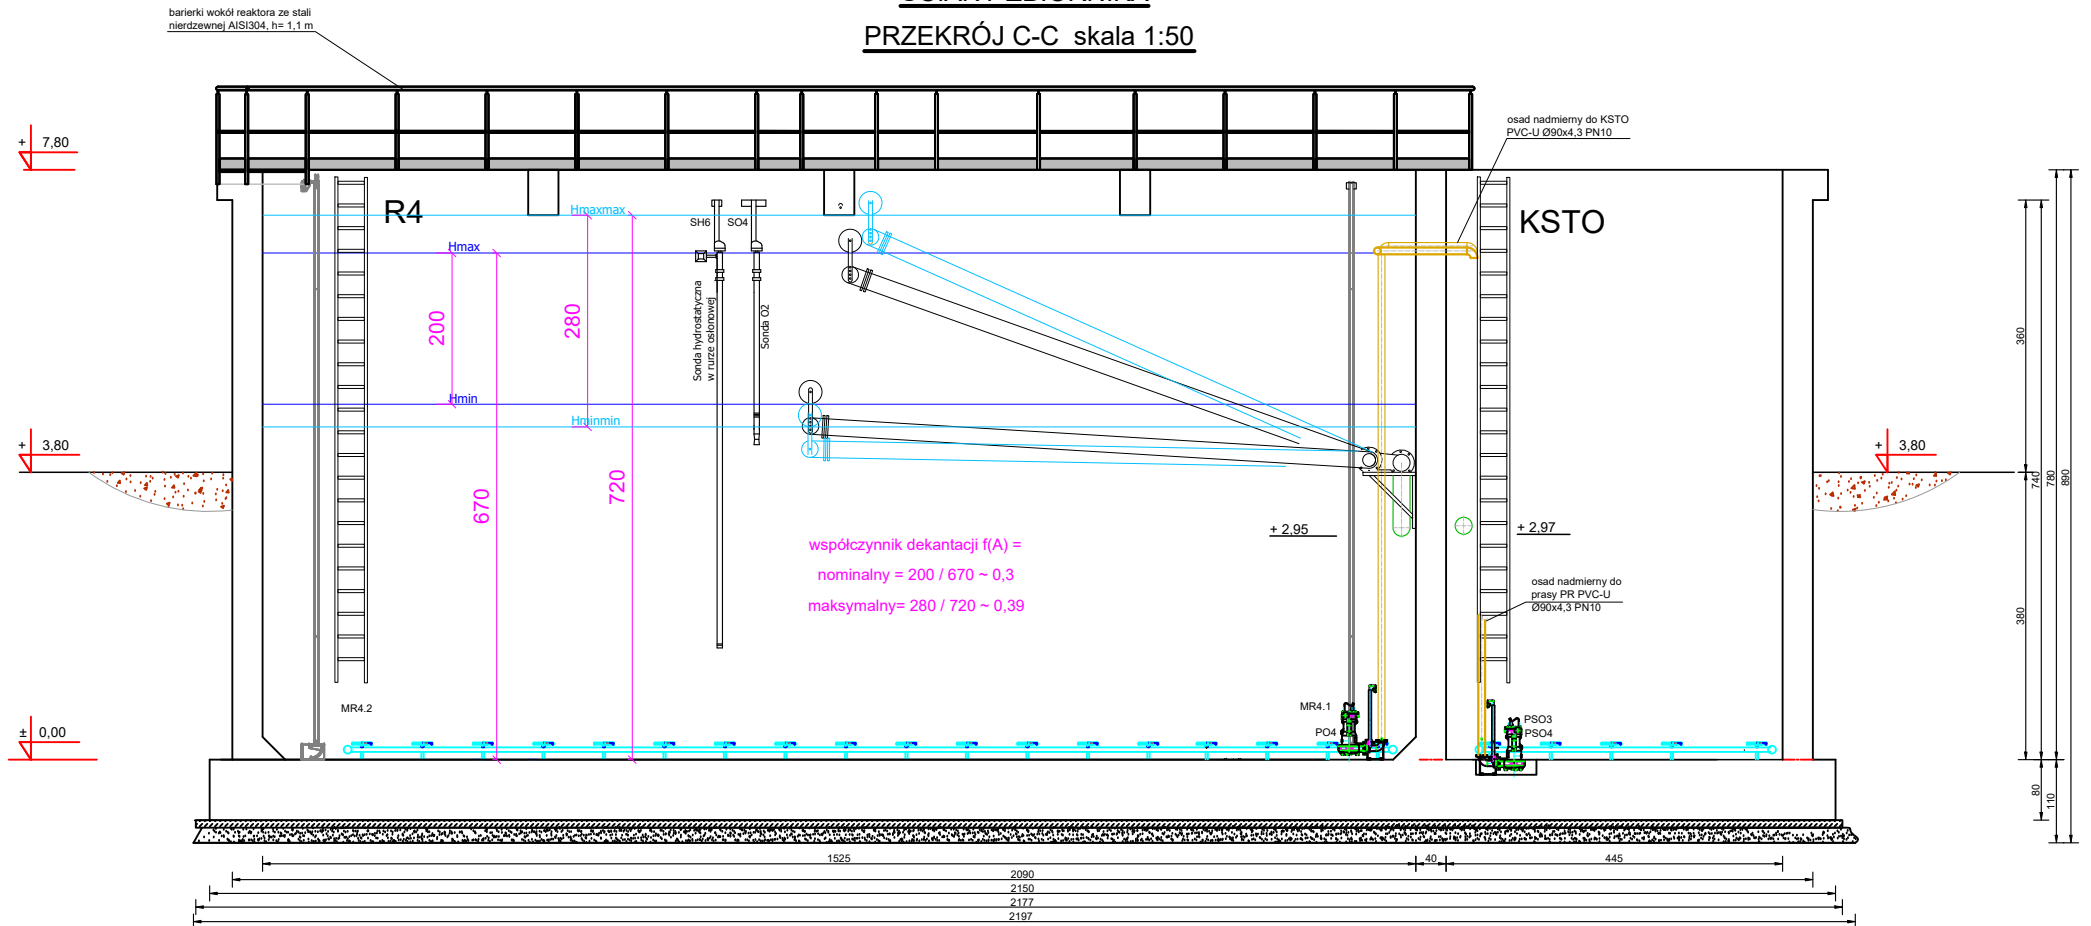 barierki wokół reaktora ze stali
nierdzewnej AISI304, h= 1,1 m
PRZEKRÓJ C-C skala 1:50
osad nadmierny do KSTO
PVC-U Ø90x4,3 PN10
+ 7,80
R4
KSTO
Hmaxmax
SH6
SO4
Hmax
200
280
Sonda hydrostatyczna
w rurze osłonowej
Sonda O2
360
Hmin
Hminmin
+ 3,80
+ 3,80
670
720
740
780
890
+ 2,95
+ 2,97
współczynnik dekantacji f(A) =
nominalny = 200 / 670 ~ 0,3
maksymalny= 280 / 720 ~ 0,39
osad nadmierny do
prasy PR PVC-U
Ø90x4,3 PN10
380
MR4.2
MR4.1
PO4
PSO3
PSO4
± 0,00
80
110
1525
40
445
2090
2150
2177
2197